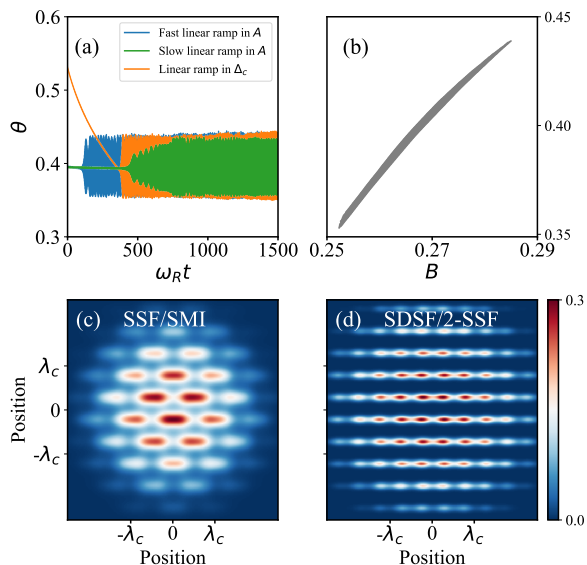 0.6
0.5
0.4
0.3
θ
(a)
Fast linear ramp in A
Slow linear ramp in A
Linear ramp in Δc
0
500
1000
1500
ωRt
(b)
0.45
0.40
0.35
0.25
0.27
0.29
B
(c)
SSF/SMI
λc
0
-λc
Position
-λc
0
λc
Position
(d)
SDSF/2-SSF
-λc
0
λc
Position
0.3
0.0